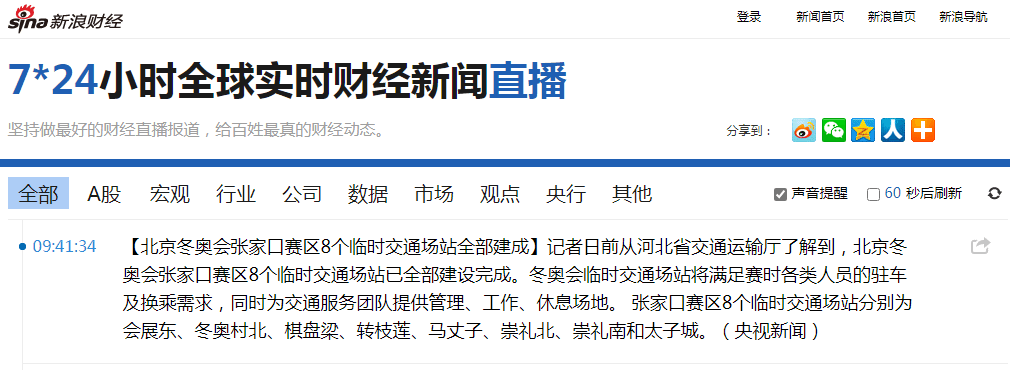 sina新浪财经
登录 新闻首页 新浪首页 新浪导航
7*24小时全球实时财经新闻直播
坚持做最好的财经直播报道，给百姓最真的财经动态。
分享到：
全部 A股 宏观 行业 公司 数据 市场 观点 央行 其他 声音提醒 60 秒后刷新
09:41:34 【北京冬奥会张家口赛区8个临时交通场站全部建成】记者日前从河北省交通运输厅了解到，北京冬
奥会张家口赛区8个临时交通场站已全部建设完成。冬奥会临时交通场站将满足赛时各类人员的驻车
及换乘需求，同时为交通服务团队提供管理、工作、休息场地。 张家口赛区8个临时交通场站分别为
会展东、冬奥村北、棋盘梁、转枝莲、马丈子、崇礼北、崇礼南和太子城。（央视新闻）